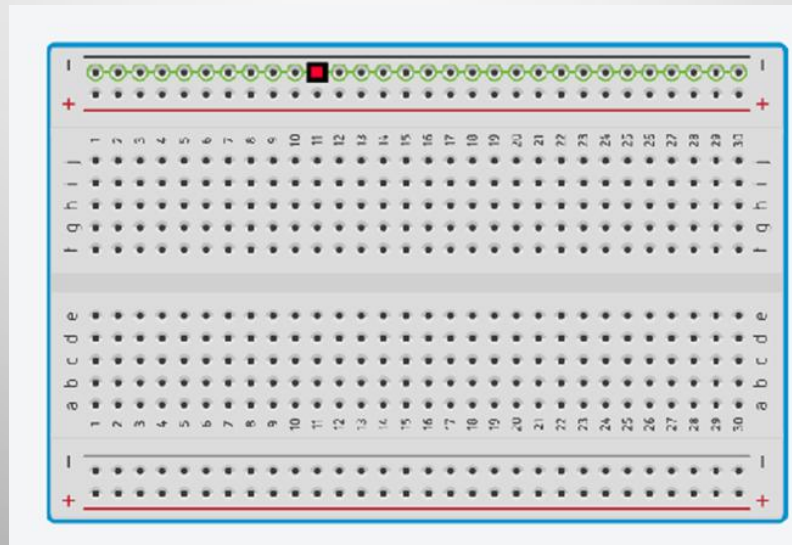 - -
+ +
1 2 3 4 5 6 7 8 9 10 11 12 13 14 15 16 17 18 19 20 21 22 23 24 25 26 27 28 29 30
j j
i i
h h
g g
f f
e e
d d
c c
b b
a a
1 2 3 4 5 6 7 8 9 10 11 12 13 14 15 16 17 18 19 20 21 22 23 24 25 26 27 28 29 30
- -
+ +